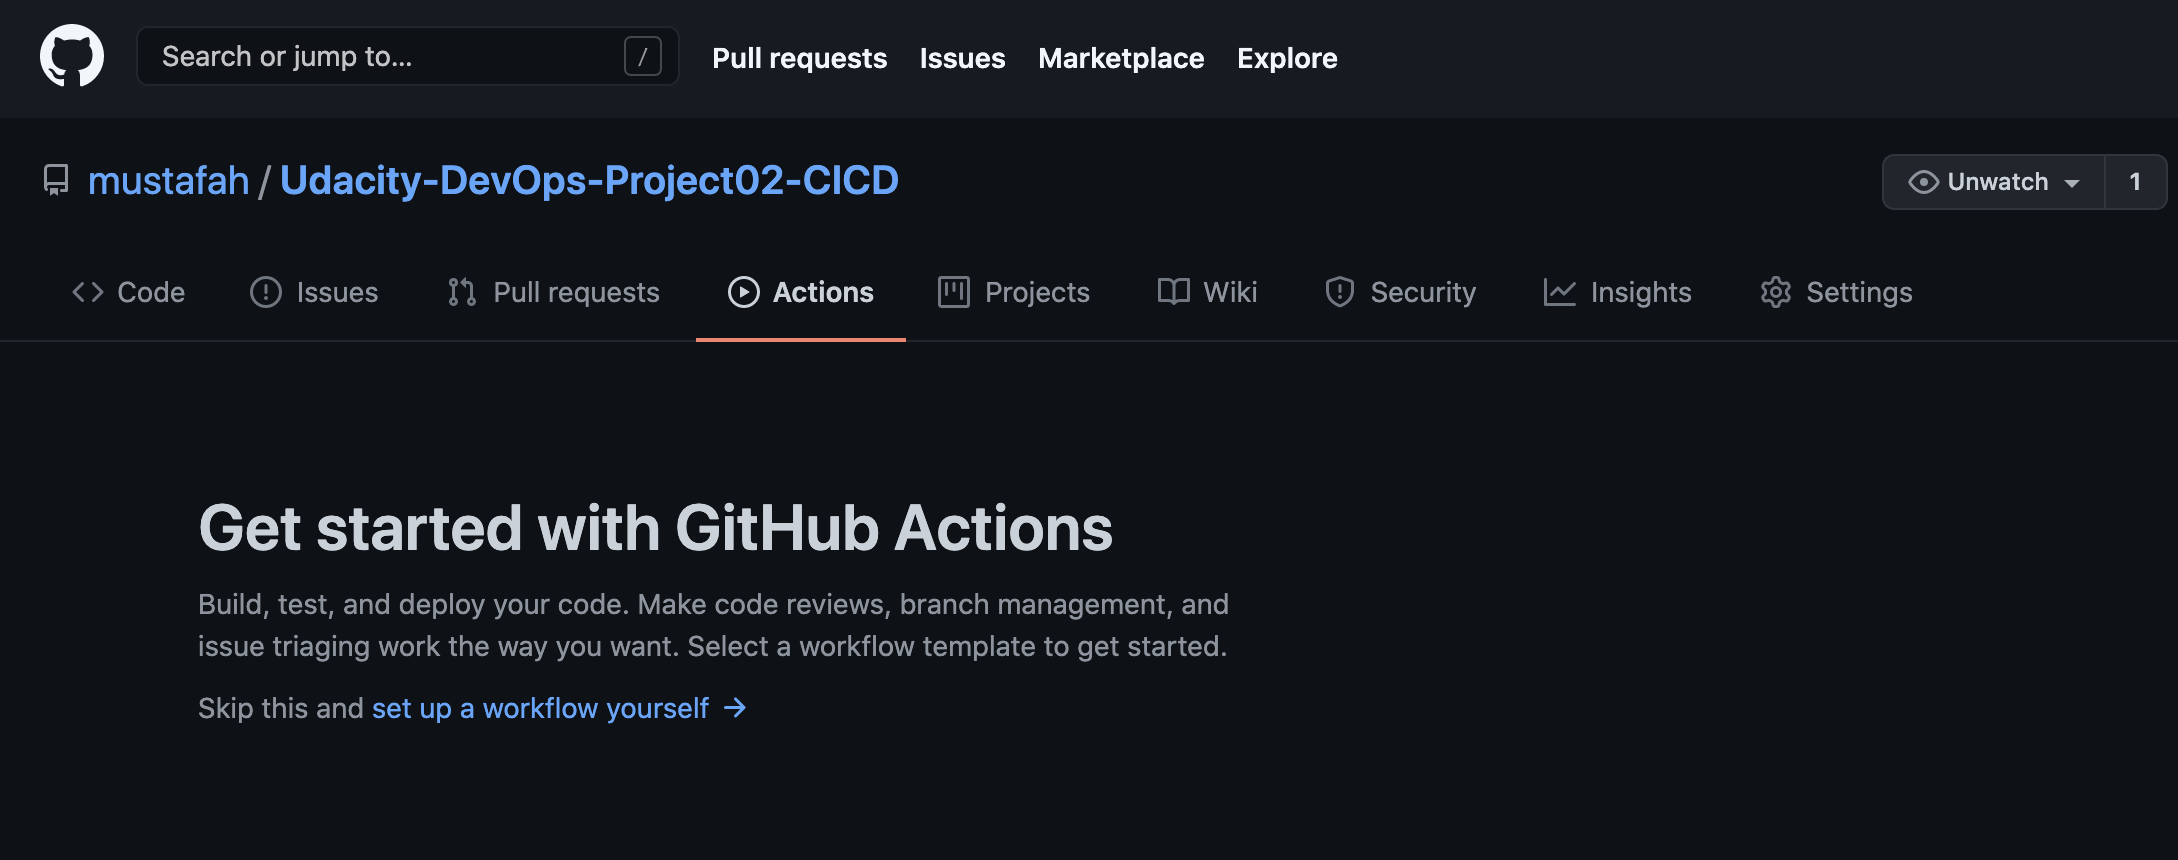 Search or jump to... /
Pull requests Issues Marketplace Explore
mustafah / Udacity-DevOps-Project02-CICD
Unwatch 1
Code Issues Pull requests Actions Projects Wiki Security Insights Settings
Get started with GitHub Actions
Build, test, and deploy your code. Make code reviews, branch management, and
issue triaging work the way you want. Select a workflow template to get started.
Skip this and set up a workflow yourself →